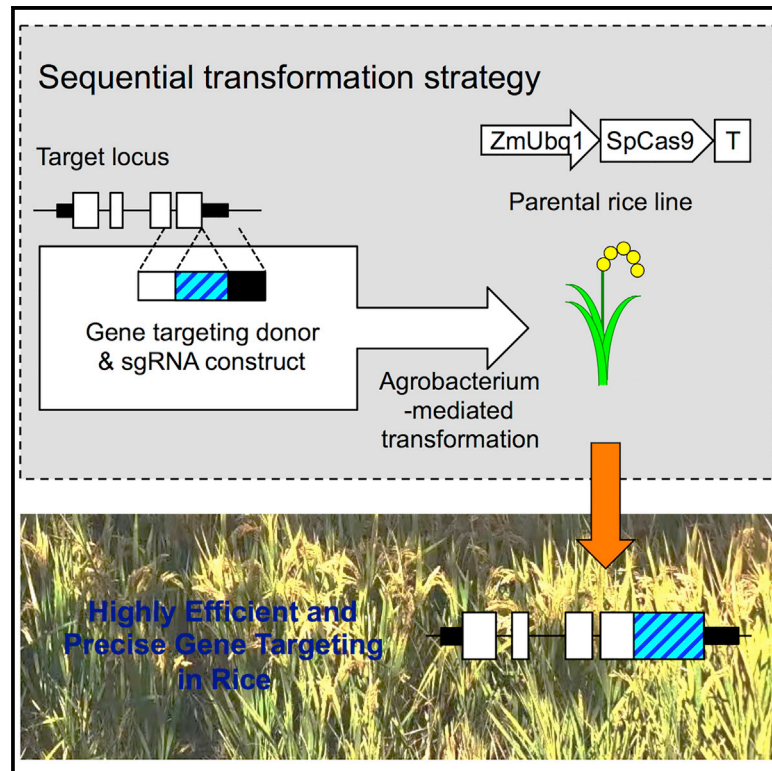 Sequential transformation strategy
ZmUbq1 SpCas9 T
Target locus
Parental rice line
Gene targeting donor
& sgRNA construct
Agrobacterium
-mediated
transformation
Highly Efficient and
Precise Gene Targeting
in Rice